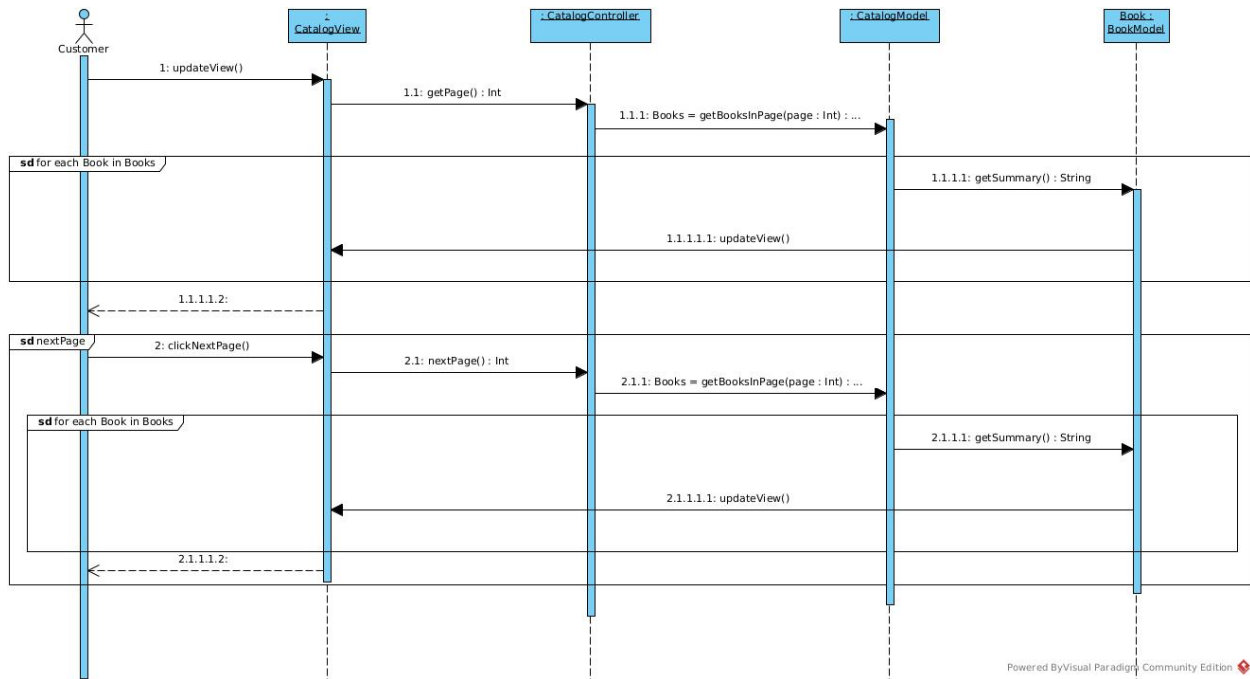 :
CatalogView
: CatalogController
: CatalogModel
Book :
BookModel
Customer
1: updateView()
1.1: getPage() : Int
1.1.1: Books = getBooksInPage(page : Int) : ...
sd for each Book in Books
1.1.1.1: getSummary() : String
1.1.1.1.1: updateView()
1.1.1.1.2:
sd nextPage
2: clickNextPage()
2.1: nextPage() : Int
2.1.1: Books = getBooksInPage(page : Int) : ...
sd for each Book in Books
2.1.1.1: getSummary() : String
2.1.1.1.1: updateView()
2.1.1.1.2:
Powered ByVisual Paradigm Community Edition